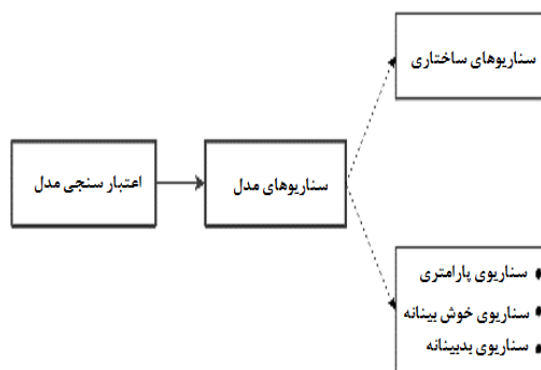 سناریوهای ساختاری
اعتبار سنجی مدل
سناریوهای مدل
• سناریوی پارامتری
• سناریوی خوش بینانه
• سناریوی بدبینانه